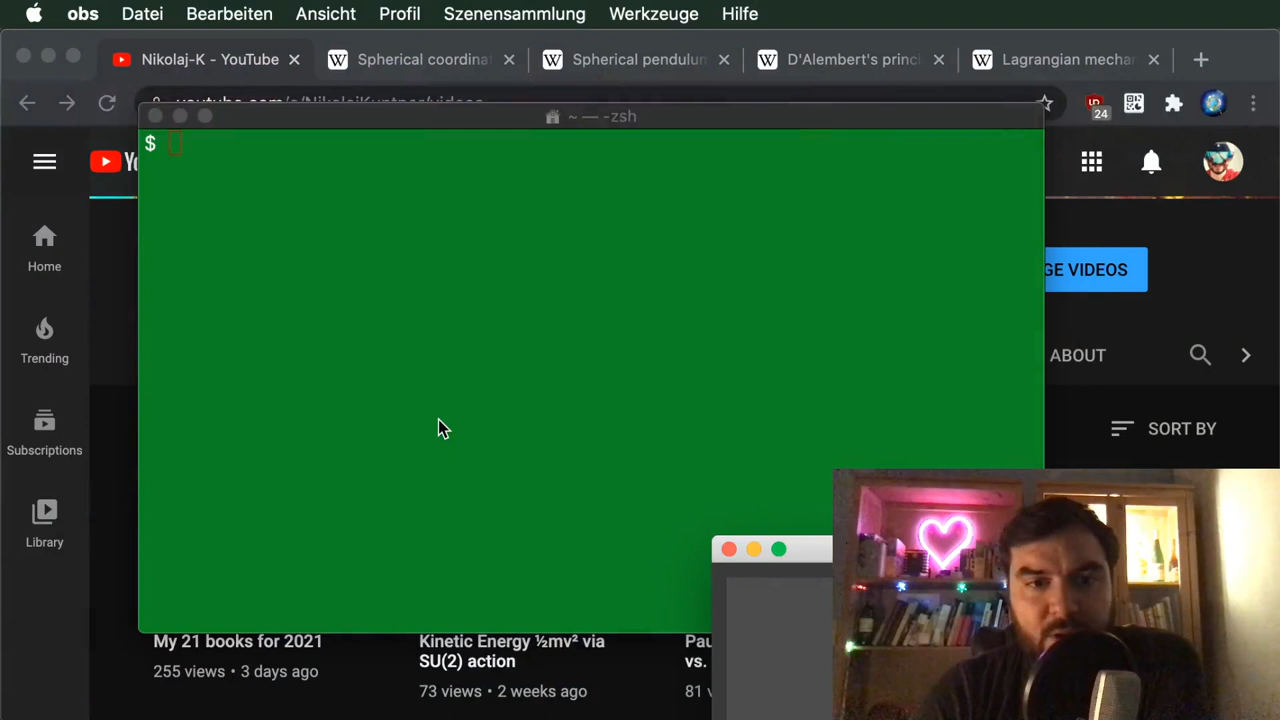 obs Datei Bearbeiten Ansicht Profil Szenensammlung Werkzeuge Hilfe
Nikolaj-K - YouTube
Spherical coordinat
Spherical pendulum
D'Alembert's princi
Lagrangian mechar
24
~ — -zsh
$
Home
Trending
Subscriptions
Library
GE VIDEOS
ABOUT
SORT BY
My 21 books for 2021
255 views • 3 days ago
Kinetic Energy ½mv² via
SU(2) action
73 views • 2 weeks ago
Pau
vs.
81 v